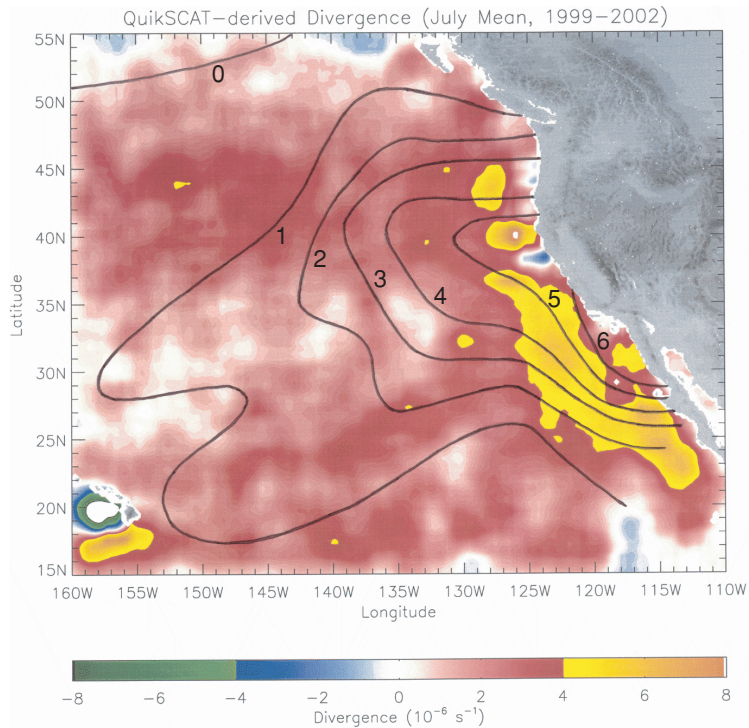 QuikSCAT−derived Divergence (July Mean, 1999−2002)
55N
50N
45N
40N
35N
30N
25N
20N
15N
Latitude
0
1
2
3
4
5
6
160W 155W 150W 145W 140W 135W 130W 125W 120W 115W 110W
Longitude
−8 −6 −4 −2 0 2 4 6 8
Divergence (10⁻⁶ s⁻¹)